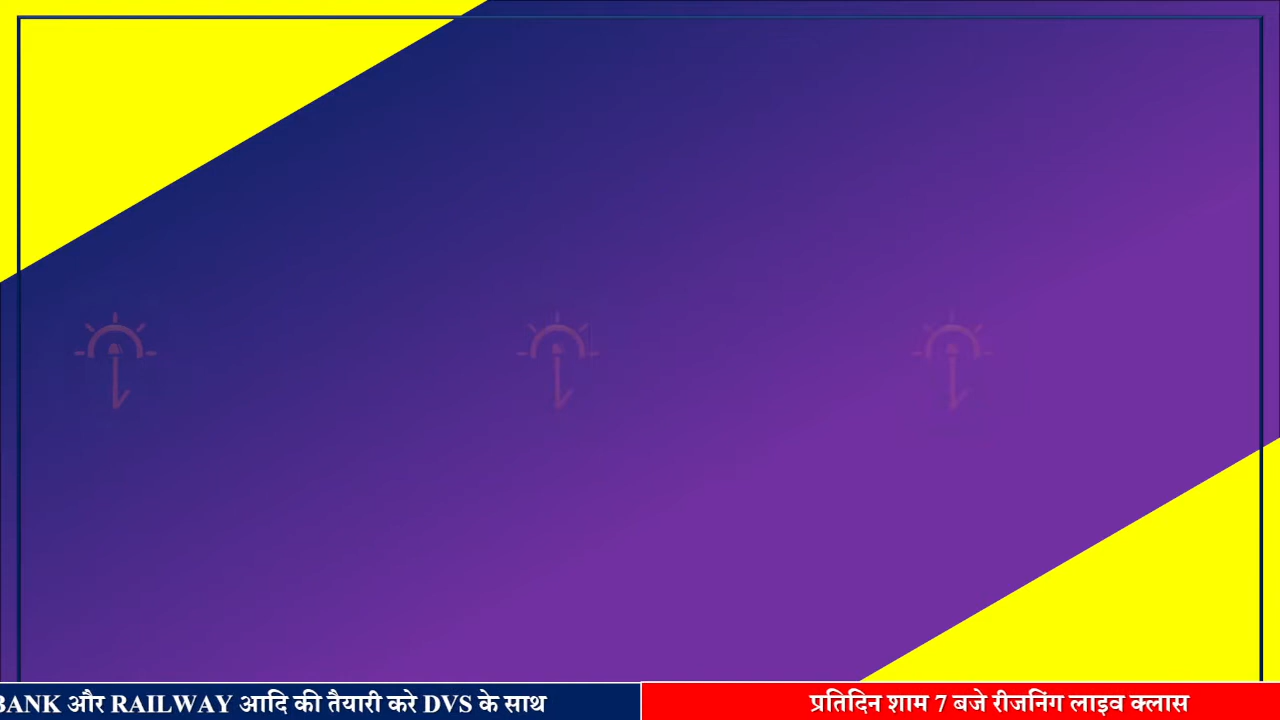 BANK और RAILWAY आदि की तैयारी करे DVS के साथ
प्रतिदिन शाम 7 बजे रीजनिंग लाइव क्लास